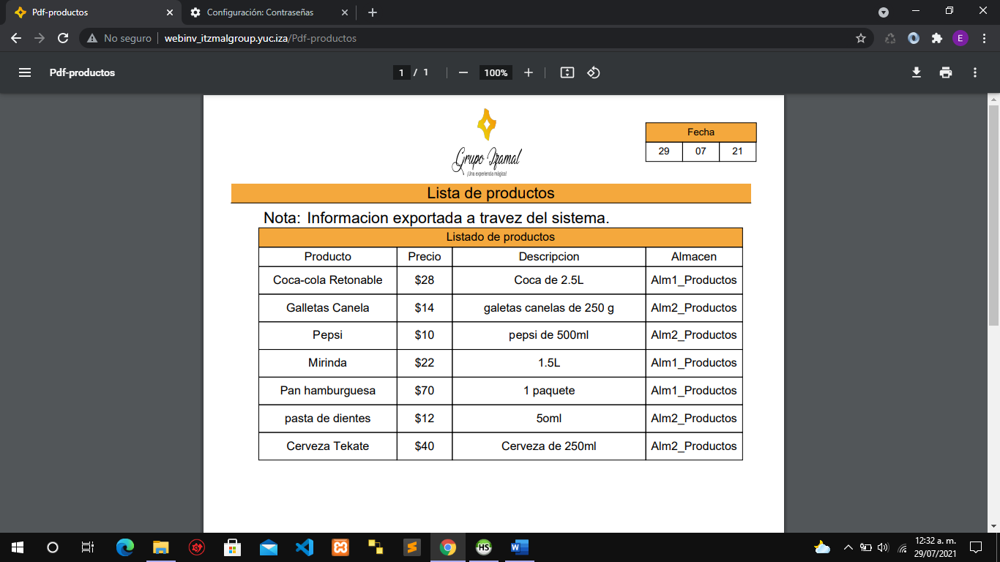 Pdf-productos
Configuración: Contraseñas
No seguro
webinv_itzmalgroup.yuc.iza/Pdf-productos
E
Pdf-productos
1 / 1
100%
Grupo Izamal
¡Una experiencia mágica!
Fecha
29 07 21
Lista de productos
Nota: Informacion exportada a travez del sistema.
Listado de productos
Producto Precio Descripcion Almacen
Coca-cola Retonable $28 Coca de 2.5L Alm1_Productos
Galletas Canela $14 galetas canelas de 250 g Alm2_Productos
Pepsi $10 pepsi de 500ml Alm2_Productos
Mirinda $22 1.5L Alm1_Productos
Pan hamburguesa $70 1 paquete Alm1_Productos
pasta de dientes $12 5oml Alm2_Productos
Cerveza Tekate $40 Cerveza de 250ml Alm2_Productos
HS
W
12:32 a. m.
29/07/2021